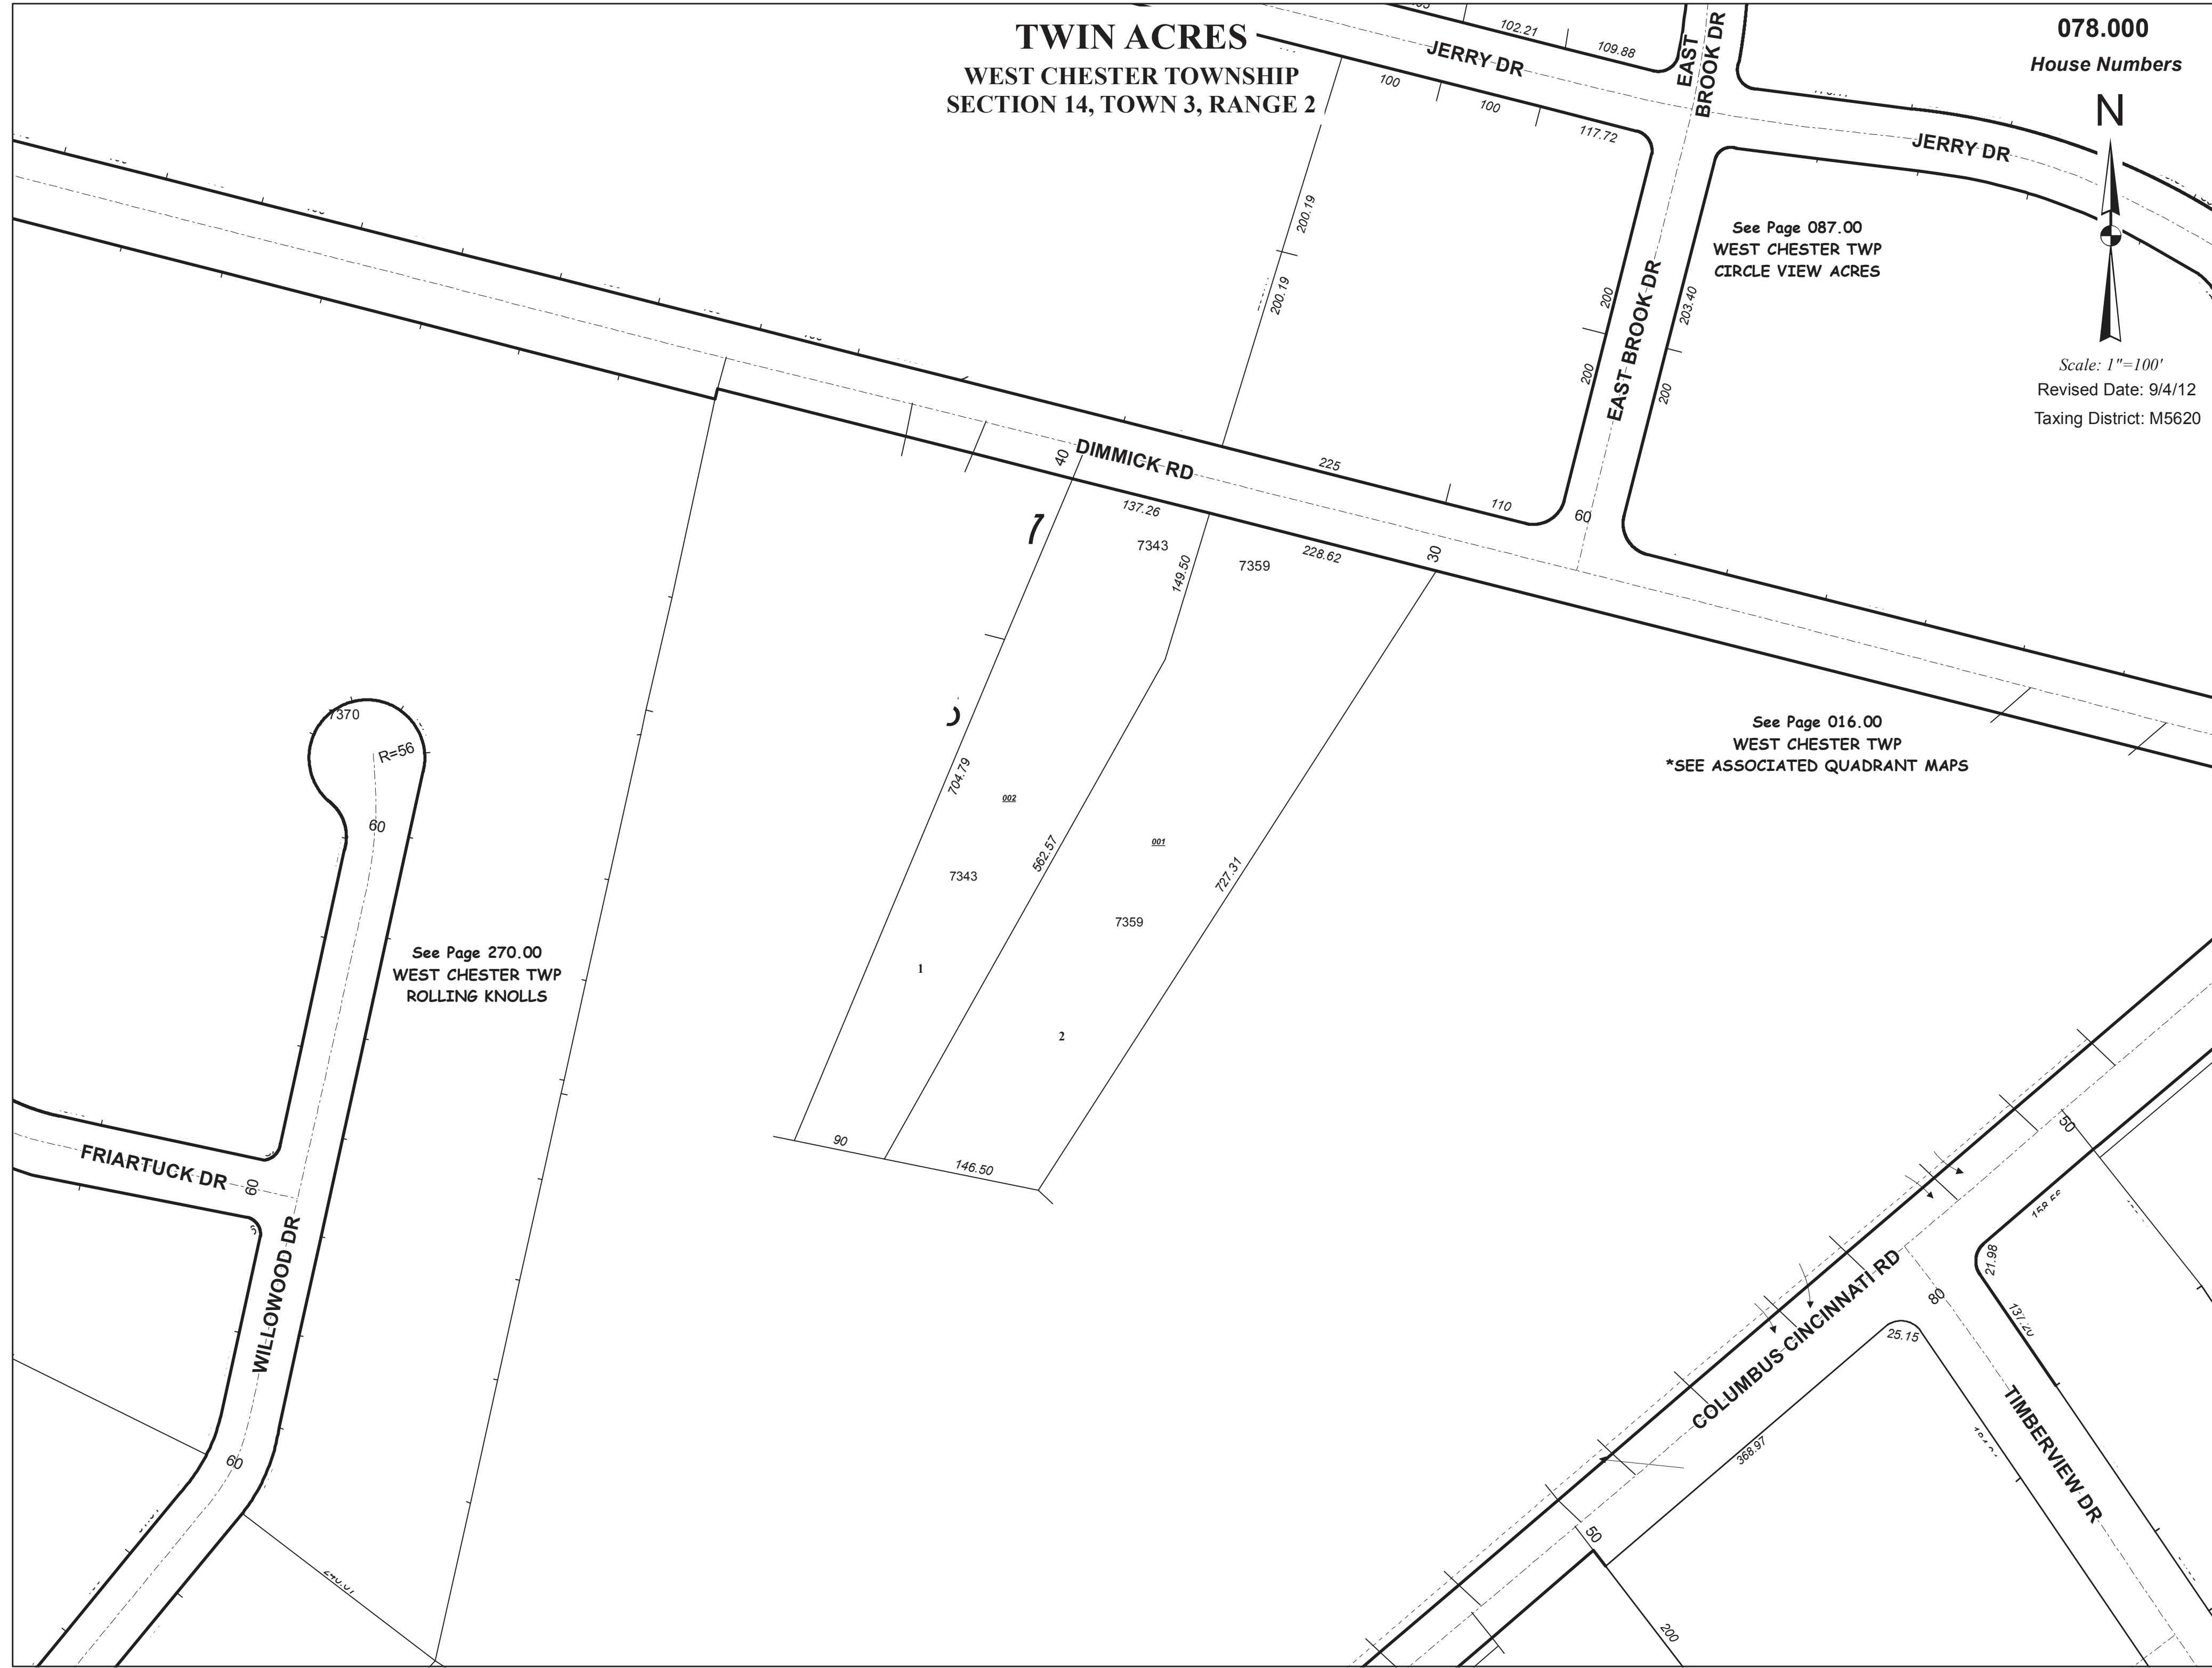 TWIN ACRES
WEST CHESTER TOWNSHIP
SECTION 14, TOWN 3, RANGE 2
078.000
House Numbers
N
Scale: 1"=100'
Revised Date: 9/4/12
Taxing District: M5620
102.21
109.88
JERRY DR
EAST
BROOK DR
100
100
117.72
JERRY DR
200.19
200.19
See Page 087.00
WEST CHESTER TWP
CIRCLE VIEW ACRES
200
200
EAST BROOK DR
203.40
200
40
DIMMICK RD
225
110
60
137.26
7343
149.50
7359
228.62
30
7
7370
R=56
60
704.79
002
562.57
001
727.31
7343
7359
1
2
90
146.50
See Page 016.00
WEST CHESTER TWP
*SEE ASSOCIATED QUADRANT MAPS
See Page 270.00
WEST CHESTER TWP
ROLLING KNOLLS
FRIARTUCK DR
60
WILLOWOOD DR
60
50
158.56
21.98
COLUMBUS CINCINNATI RD
80
137.20
25.15
368.97
TIMBERVIEW DR
50
200